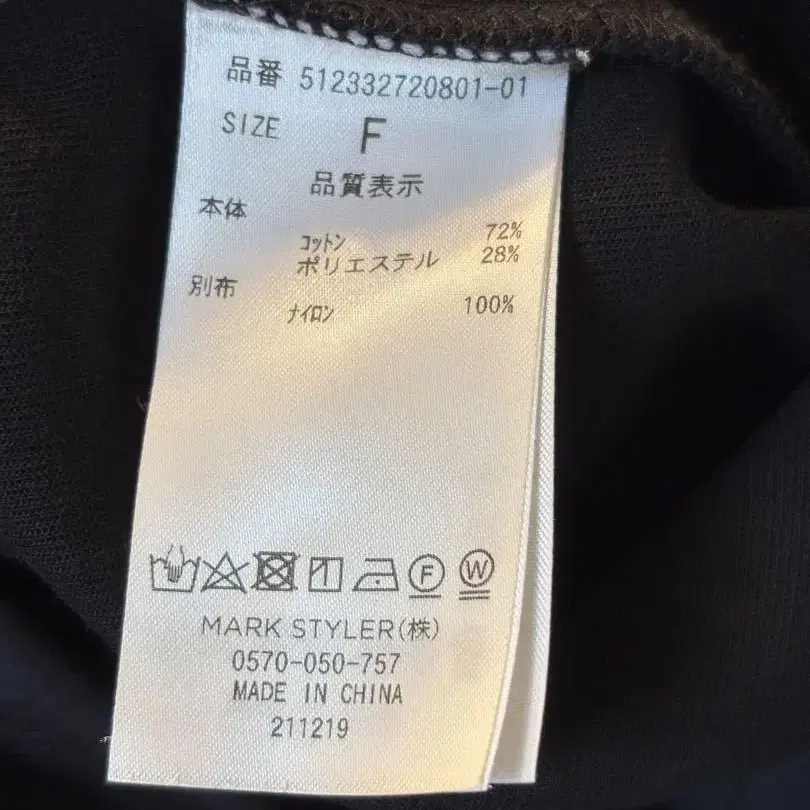 品番 512332720801-01
SIZE F
品質表示
本体
コットン 72%
ポリエステル 28%
別布
ナイロン 100%
F W
MARK STYLER(株)
0570-050-757
MADE IN CHINA
211219